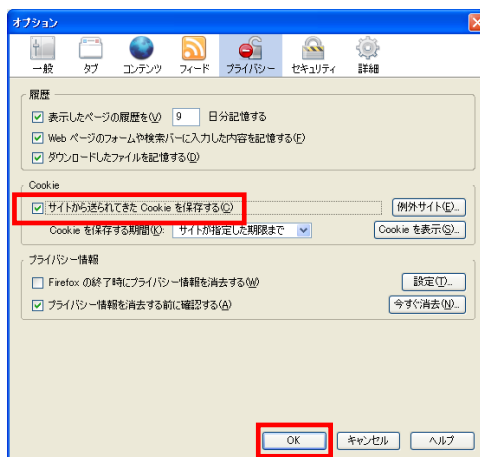 オプション
一般 タブ コンテンツ フィード プライバシー セキュリティ 詳細
履歴
表示したページの履歴を(V) 9 日分記憶する
Web ページのフォームや検索バーに入力した内容を記憶する(F)
ダウンロードしたファイルを記憶する(D)
Cookie
サイトから送られてきた Cookie を保存する(C) 例外サイト(E)...
Cookie を保存する期間(K): サイトが指定した期限まで Cookie を表示(S)...
プライバシー情報
Firefox の終了時にプライバシー情報を消去する(W) 設定(T)...
プライバシー情報を消去する前に確認する(A) 今すぐ消去(N)...
OK キャンセル ヘルプ